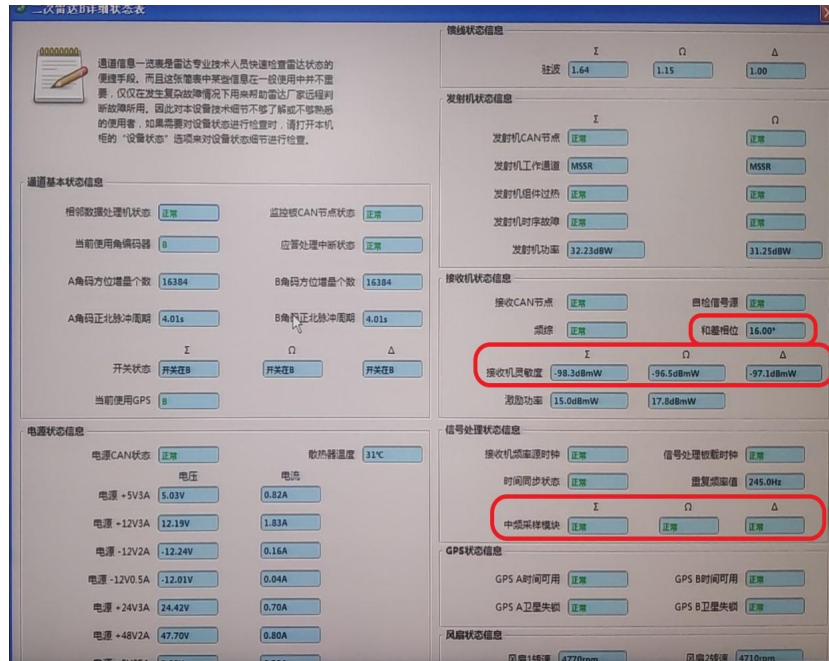 二次雷达B详细状态表
通道信息一览表是雷达专业技术人员快速检查雷达状态的
便捷手段。而且这张简表中某些信息在一般使用中并不重
要，仅仅在发生复杂故障情况下用来帮助雷达厂家远程判
断故障所用。因此对本设备技术细节不够了解或不够熟悉
的使用者，如果需要对设备状态进行检查时，请打开本机
柜的“设备状态”选项来对设备状态细节进行检查。
通道基本状态信息
相邻数据处理机状态 正常 监控板CAN节点状态 正常
当前使用角编码器 B 应答处理中断状态 正常
A角码方位增量个数 16384 B角码方位增量个数 16384
A角码正北脉冲周期 4.01s B角码正北脉冲周期 4.01s
Σ Ω Δ
开关状态 开关在B 开关在B 开关在B
当前使用GPS B
电源状态信息
电源CAN状态 正常 散热器温度 31℃
电压 电流
电源 +5V3A 5.03V 0.82A
电源 +12V3A 12.19V 1.83A
电源 -12V2A -12.24V 0.16A
电源 -12V0.5A -12.01V 0.04A
电源 +24V3A 24.42V 0.70A
电源 +48V2A 47.70V 0.80A
馈线状态信息
Σ Ω Δ
驻波 1.64 1.15 1.00
发射机状态信息
Σ Ω
发射机CAN节点 正常 正常
发射机工作通道 MSSR MSSR
发射机组件过热 正常 正常
发射机时序故障 正常 正常
发射机功率 32.23dBW 31.25dBW
接收机状态信息
接收CAN节点 正常 自检信号源 正常
频综 正常 和差相位 16.00°
Σ Ω Δ
接收机灵敏度 -98.3dBmW -96.5dBmW -97.1dBmW
激励功率 15.0dBmW 17.8dBmW
信号处理状态信息
接收机频率源时钟 正常 信号处理板载时钟 正常
时间同步状态 正常 重复频率值 245.0Hz
Σ Ω Δ
中频采样模块 正常 正常 正常
GPS状态信息
GPS A时间可用 正常 GPS B时间可用 正常
GPS A卫星失锁 正常 GPS B卫星失锁 正常
风扇状态信息
风扇1转速 4770rpm 风扇2转速 4710rpm